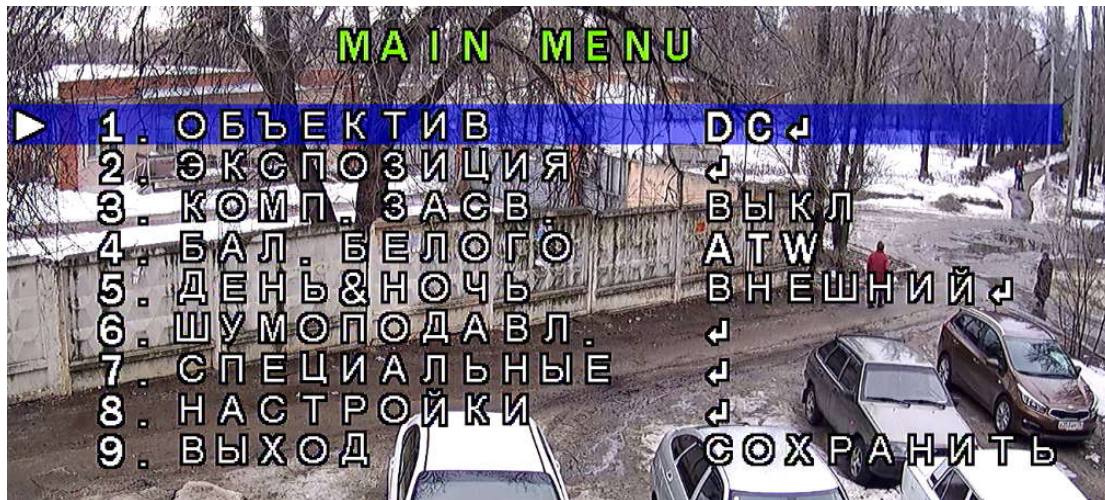 MAIN MENU
1. ОБЪЕКТИВ DC↲
2. ЭКСПОЗИЦИЯ ↲
3. КОМП. ЗАСВ. ВЫКЛ
4. БАЛ. БЕЛОГО ATW
5. ДЕНЬ&НОЧЬ ВНЕШНИЙ↲
6. ШУМОПОДАВЛ. ↲
7. СПЕЦИАЛЬНЫЕ ↲
8. НАСТРОЙКИ ↲
9. ВЫХОД СОХРАНИТЬ